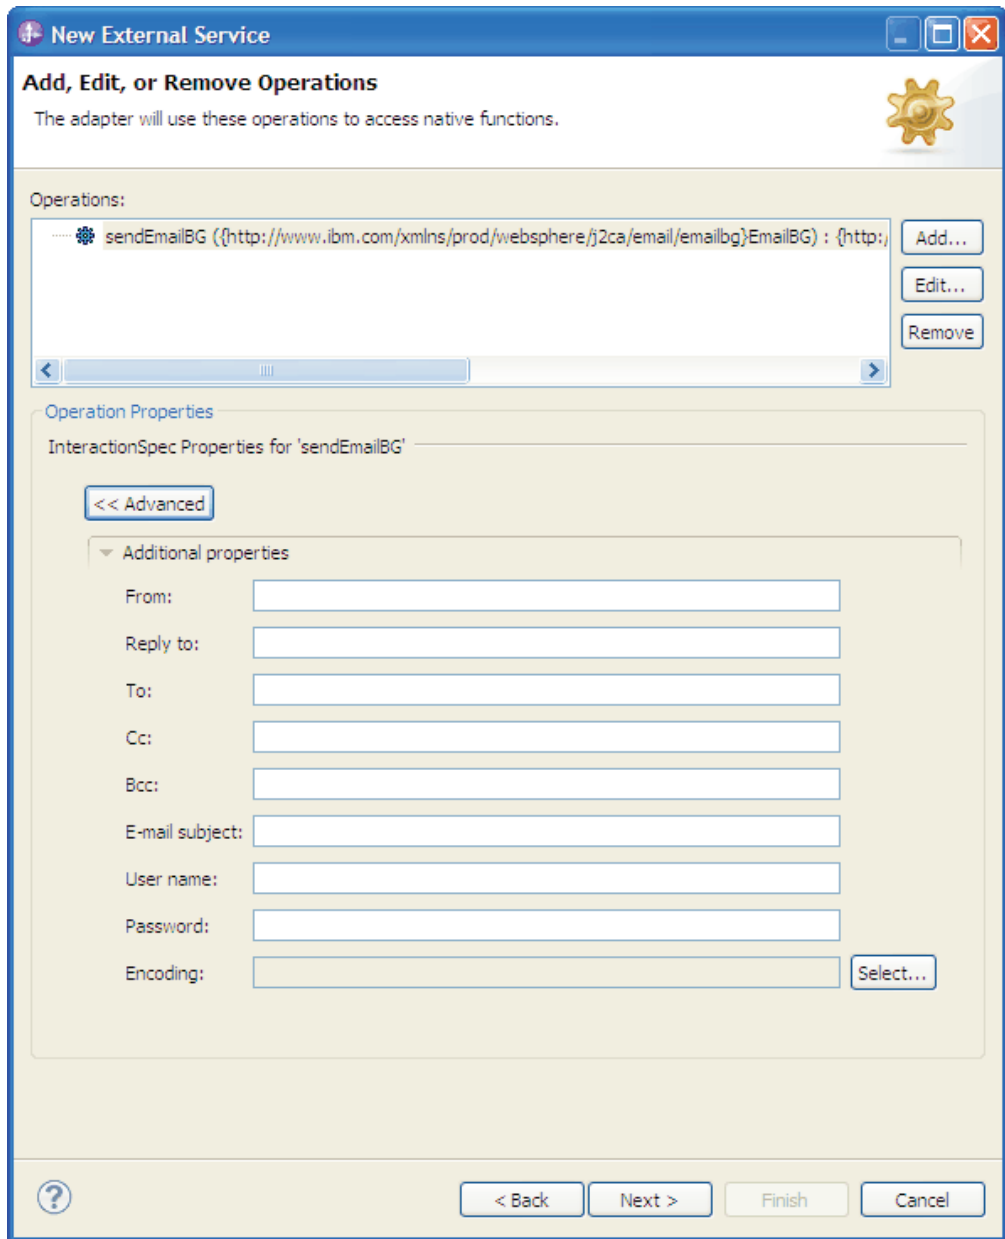 New External Service
Add, Edit, or Remove Operations
The adapter will use these operations to access native functions.
Operations:
sendEmailBG ({http://www.ibm.com/xmlns/prod/websphere/j2ca/email/emailbg}EmailBG) : {http:/
Add...
Edit...
Remove
Operation Properties
InteractionSpec Properties for 'sendEmailBG'
<< Advanced
Additional properties
From:
Reply to:
To:
Cc:
Bcc:
E-mail subject:
User name:
Password:
Encoding:
Select...
?
< Back
Next >
Finish
Cancel